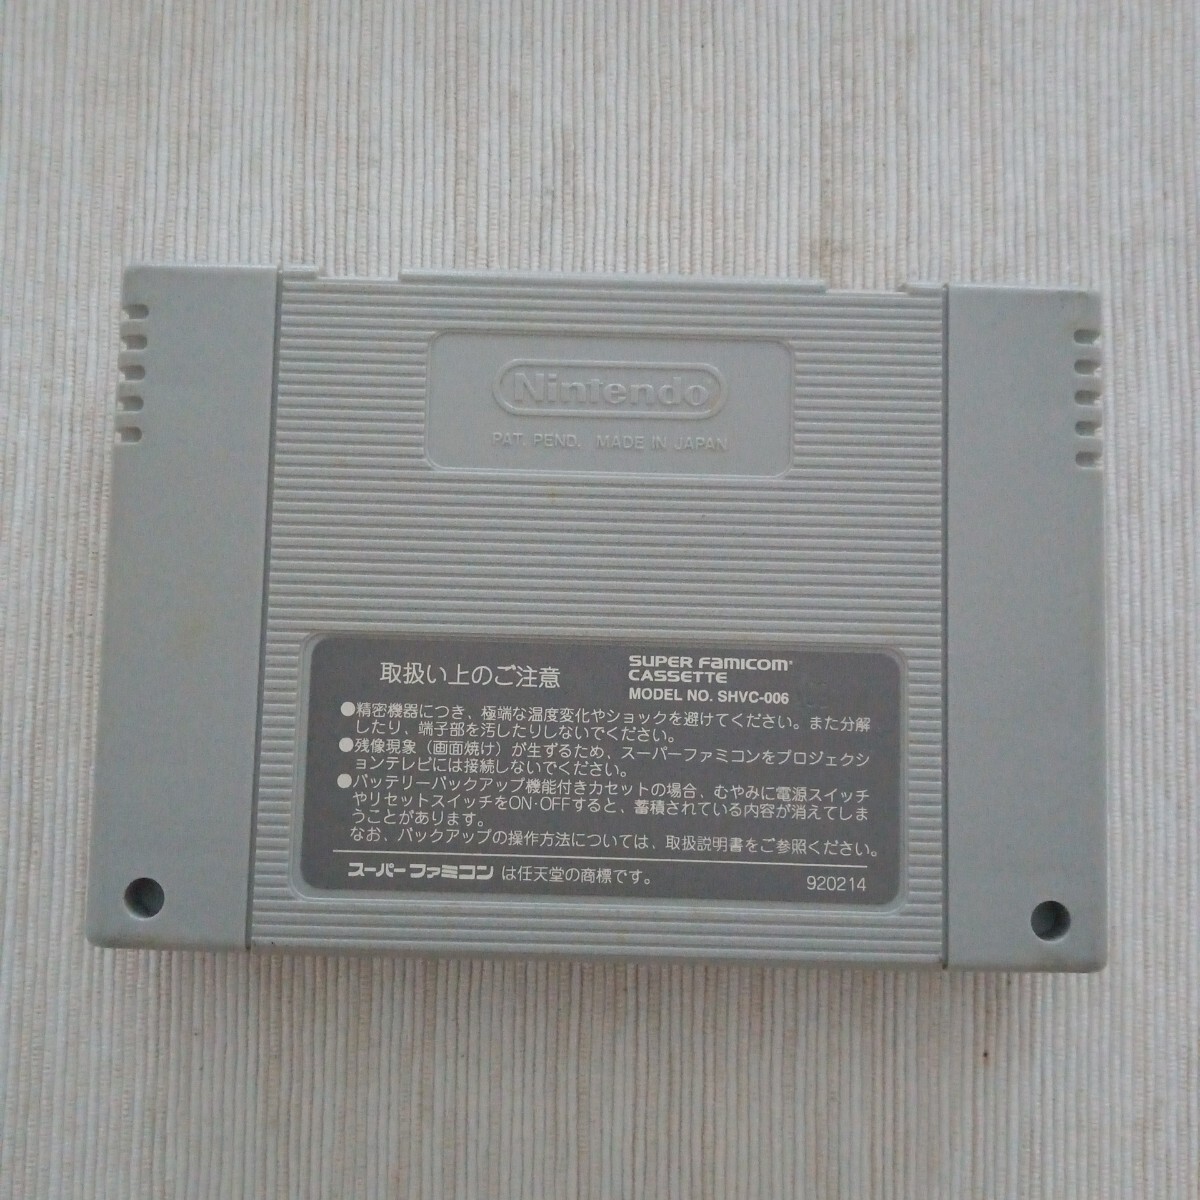 Nintendo
PAT. PEND. MADE IN JAPAN
取扱い上のご注意
SUPER FAMICOM
CASSETTE
MODEL NO. SHVC-006
●精密機器につき、極端な温度変化やショックを避けてください。また分解
したり、端子部を汚したりしないでください。
●残像現象（画面焼け）が生ずるため、スーパーファミコンをプロジェクシ
ョンテレビには接続しないでください。
●バッテリーバックアップ機能付きカセットの場合、むやみに電源スイッチ
やリセットスイッチをON·OFFすると、蓄積されている内容が消えてしま
うことがあります。
なお、バックアップの操作方法については、取扱説明書をご参照ください。
スーパーファミコンは任天堂の商標です。
920214